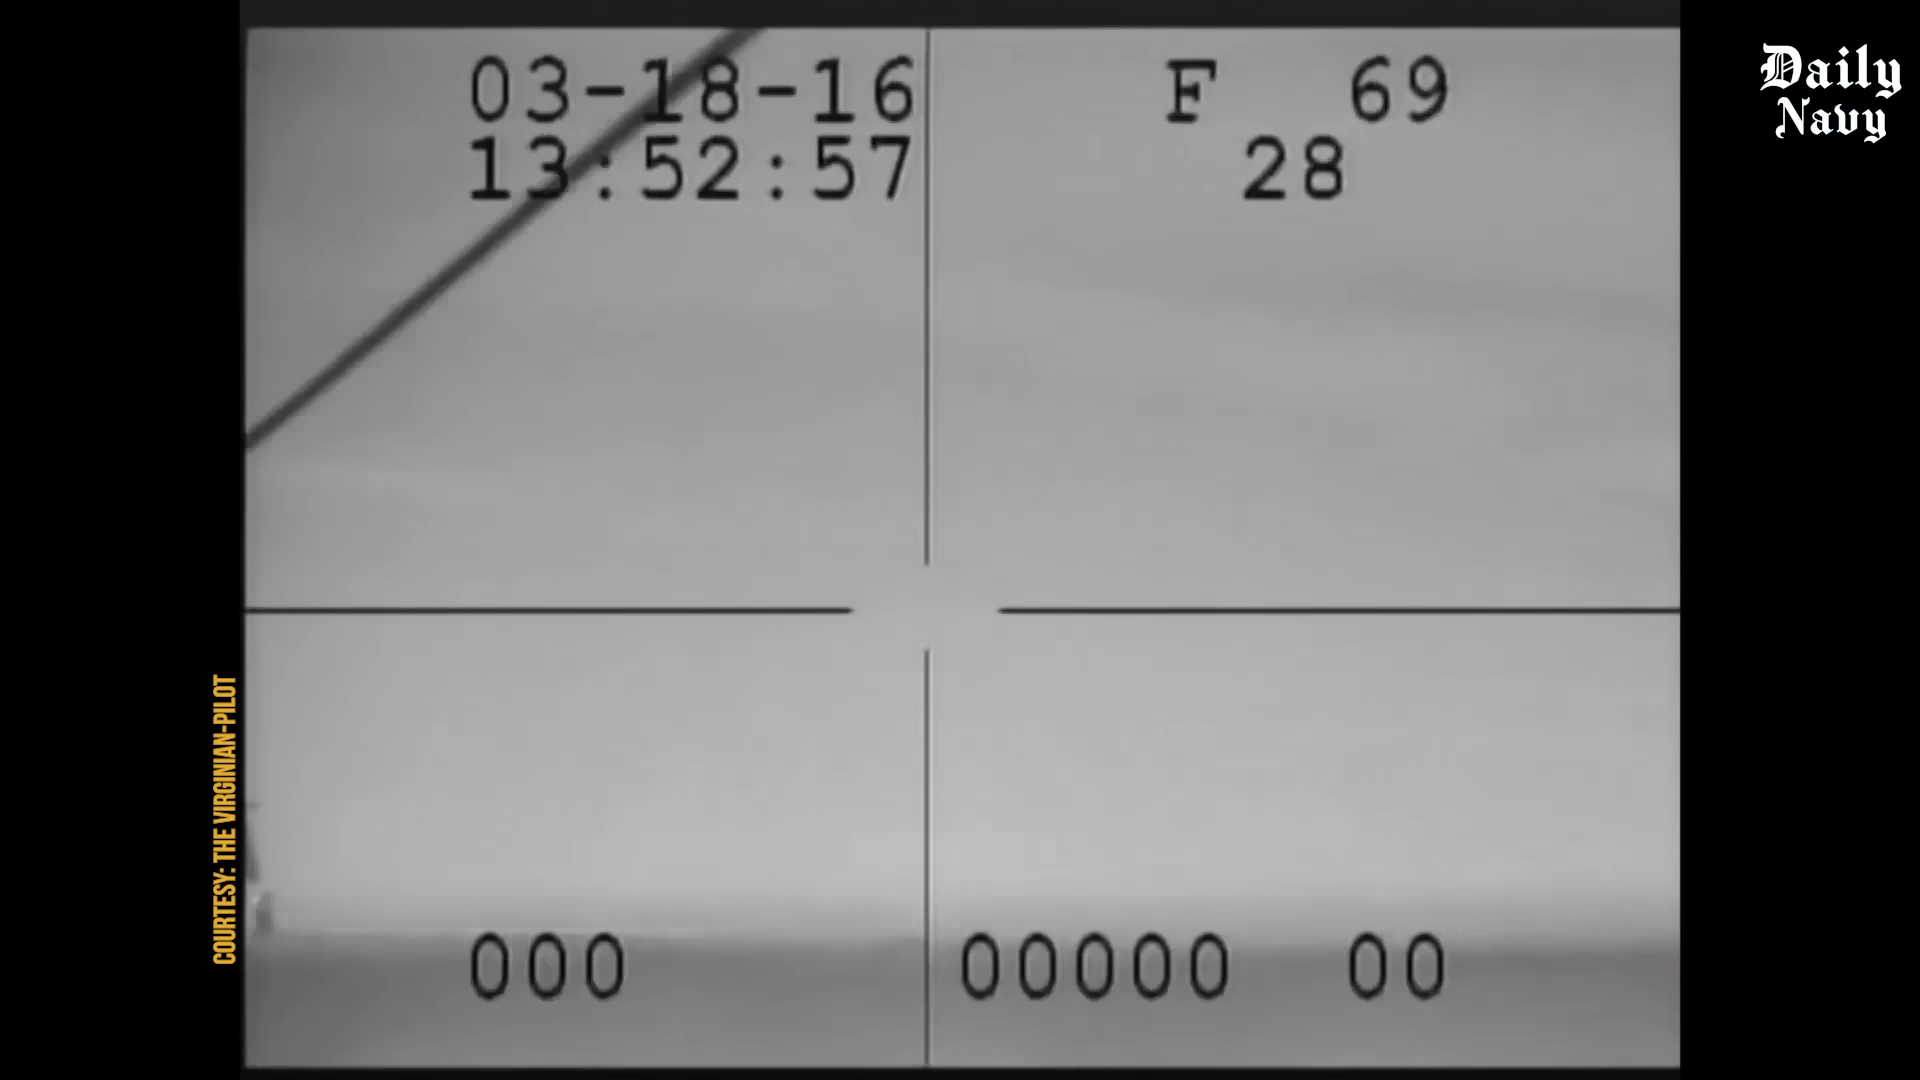 03-18-16 F 69
13:52:57 28
000 00000 00
COURTESY: THE VIRGINIAN-PILOT
Daily
Navy